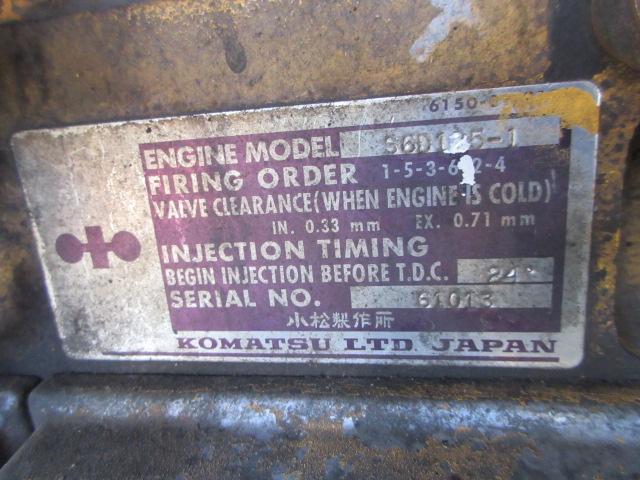 ENGINE MODEL S6D125-1
FIRING ORDER 1-5-3-6-2-4
VALVE CLEARANCE (WHEN ENGINE IS COLD)
IN. 0.33 mm EX. 0.71 mm
INJECTION TIMING
BEGIN INJECTION BEFORE T.D.C. 24°
SERIAL NO. 61013
小松製作所
KOMATSU LTD JAPAN